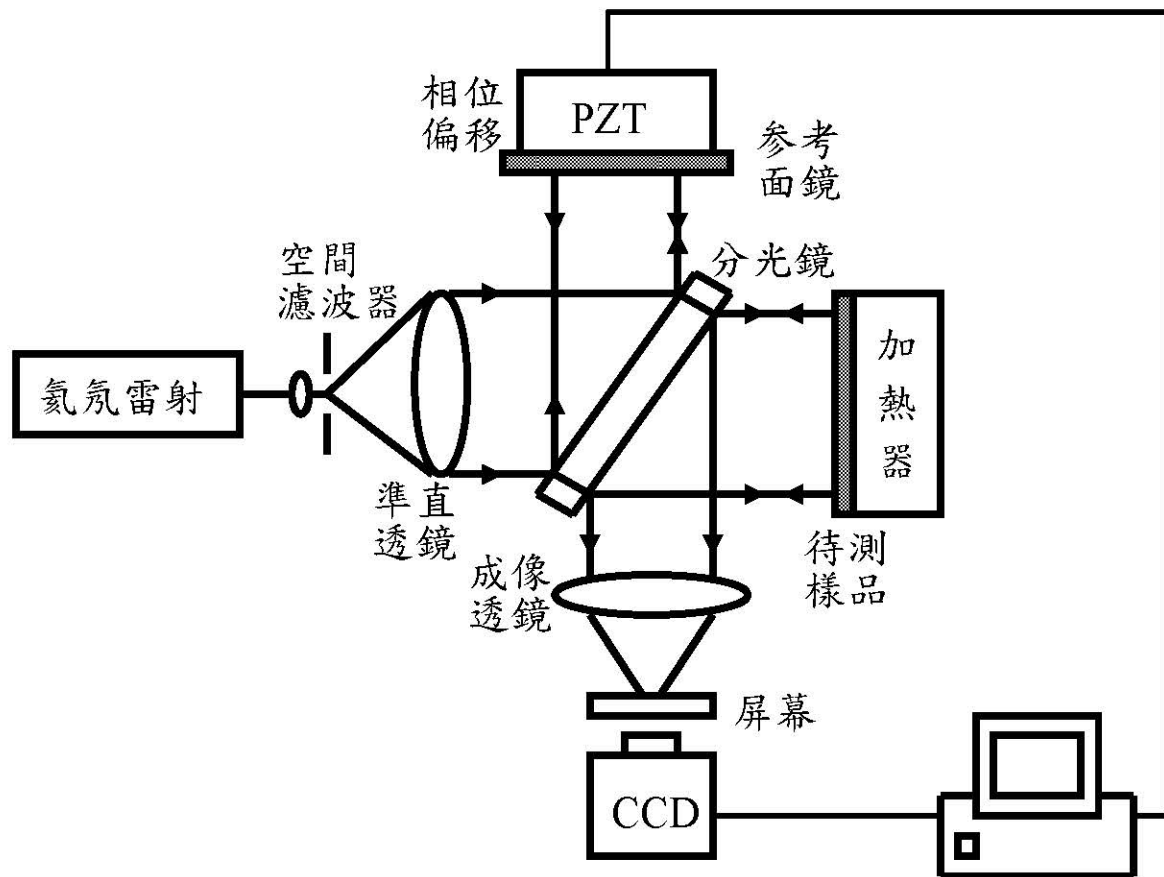 相位
偏移
PZT
參考
面鏡
空間
濾波器
分光鏡
氦氖雷射
加
熱
器
準直
透鏡
成像
透鏡
待測
樣品
屏幕
CCD